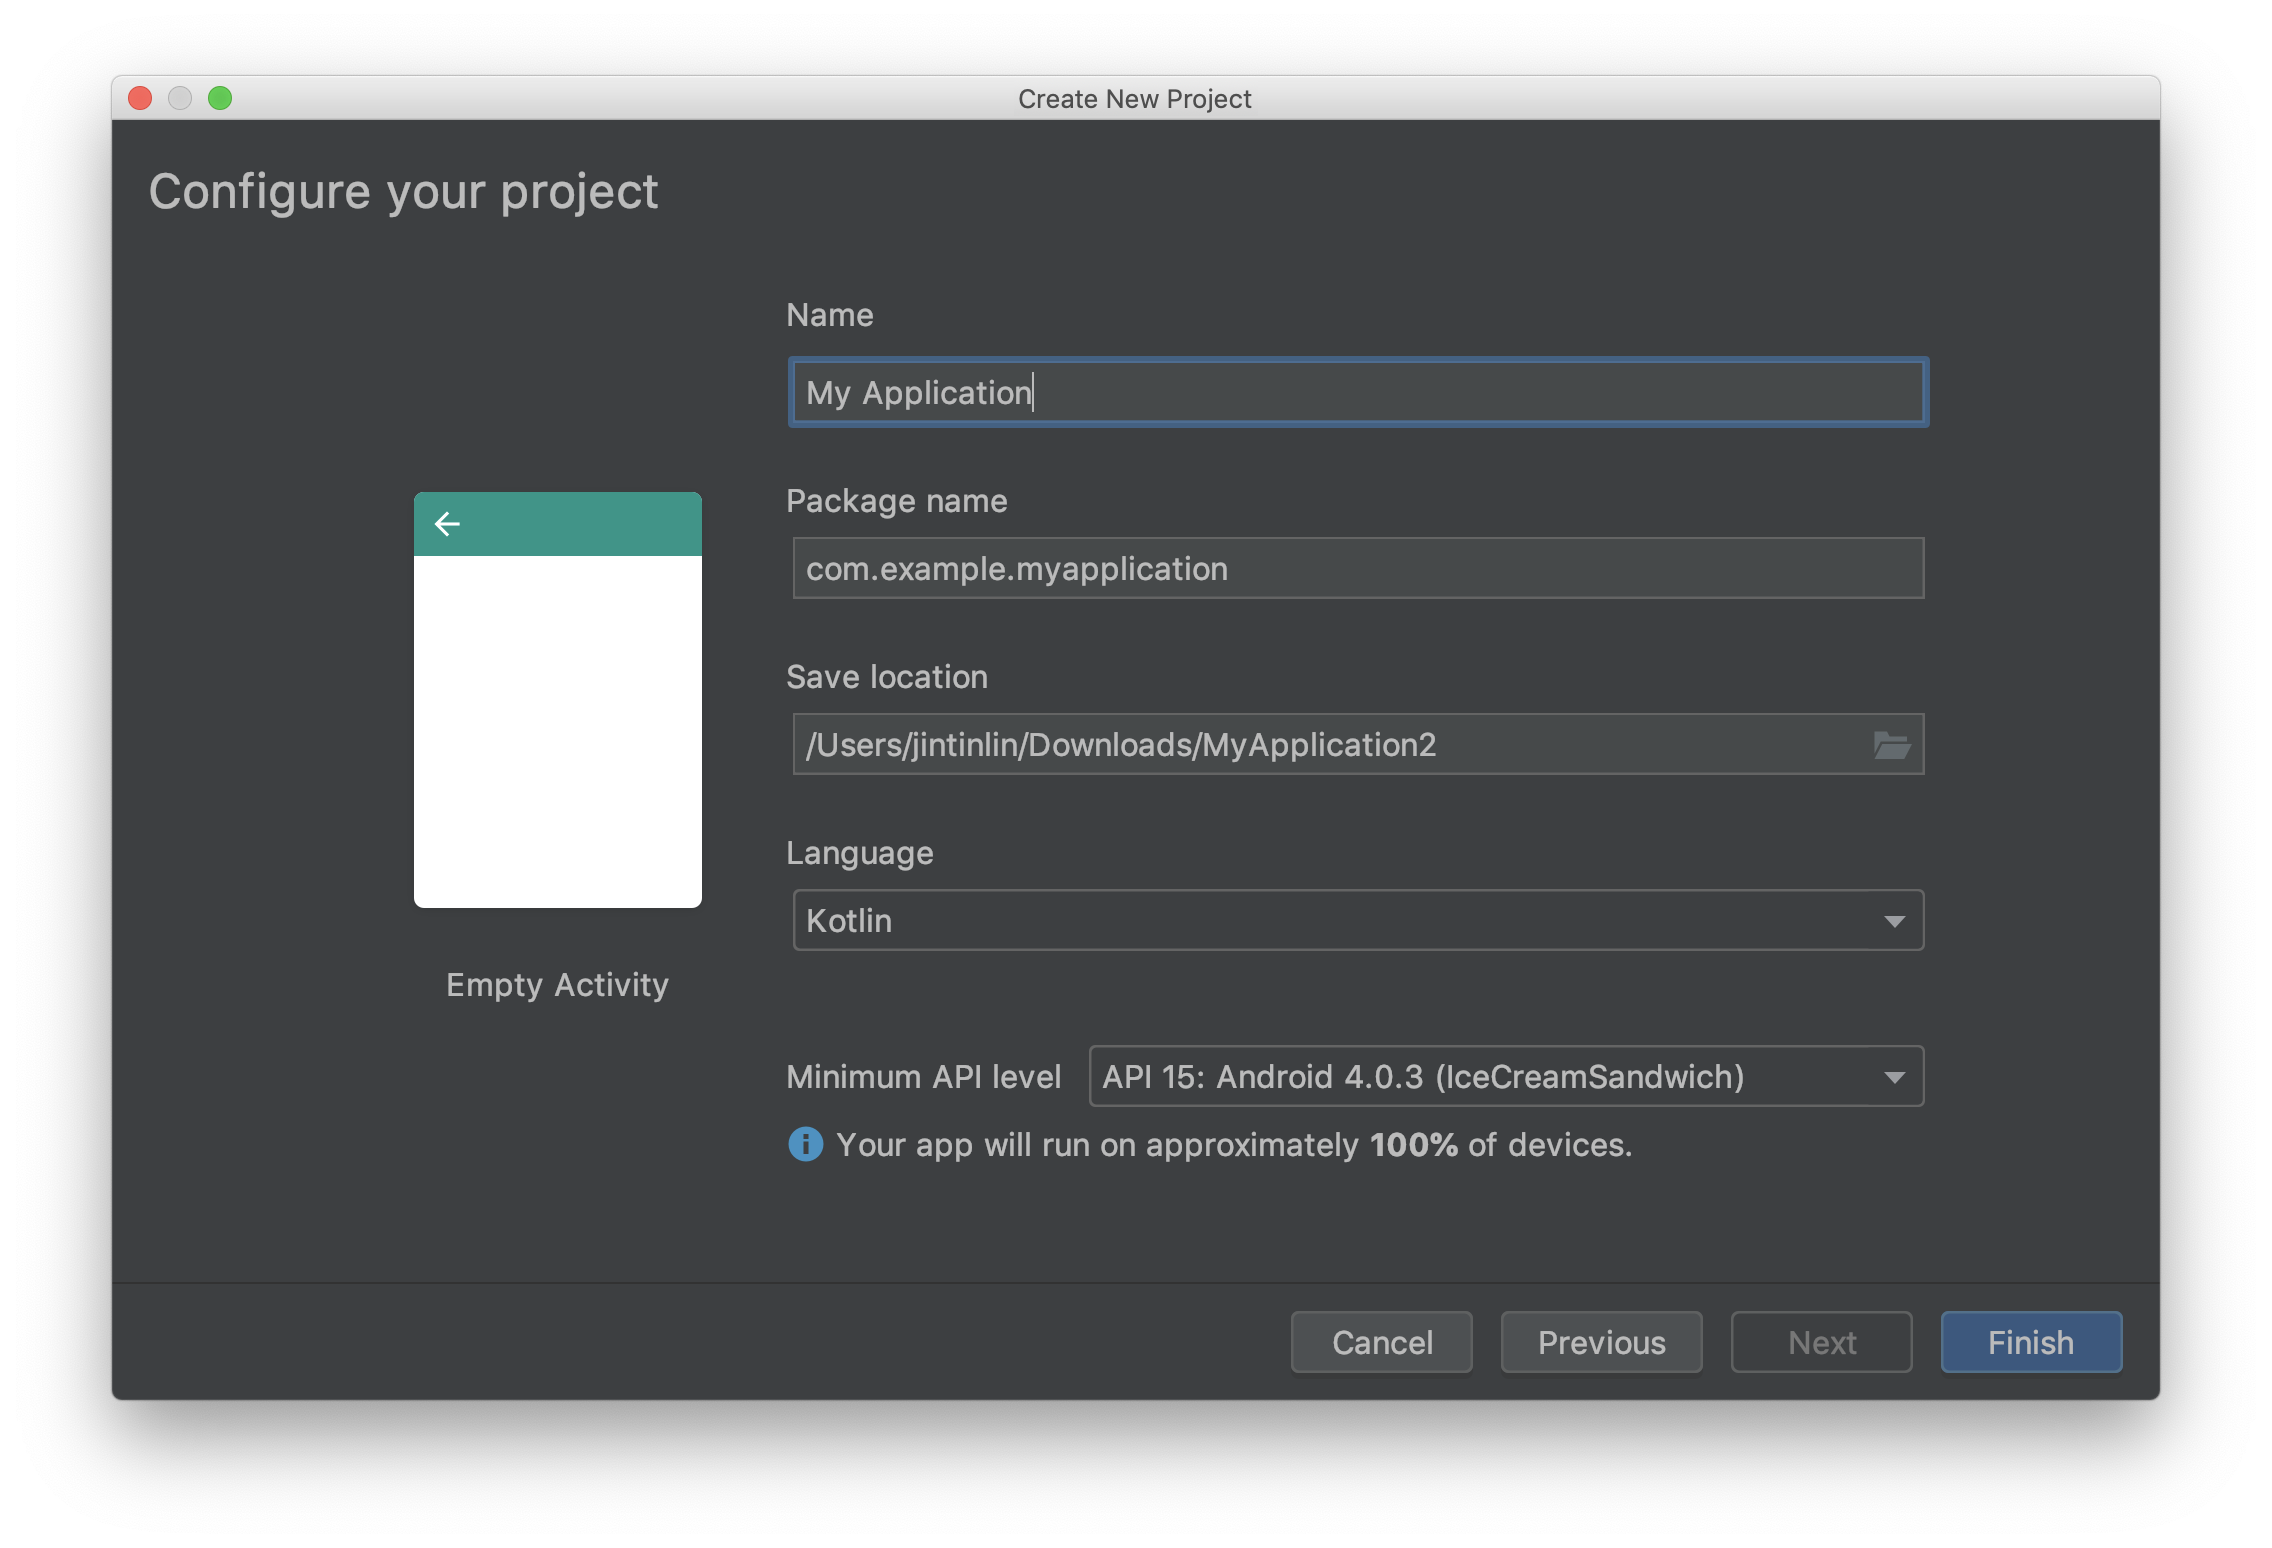 Create New Project
Configure your project
Name
My Application
Package name
com.example.myapplication
Save location
/Users/jintinlin/Downloads/MyApplication2
Language
Kotlin
Empty Activity
Minimum API level API 15: Android 4.0.3 (IceCreamSandwich)
Your app will run on approximately 100% of devices.
Cancel Previous Next Finish